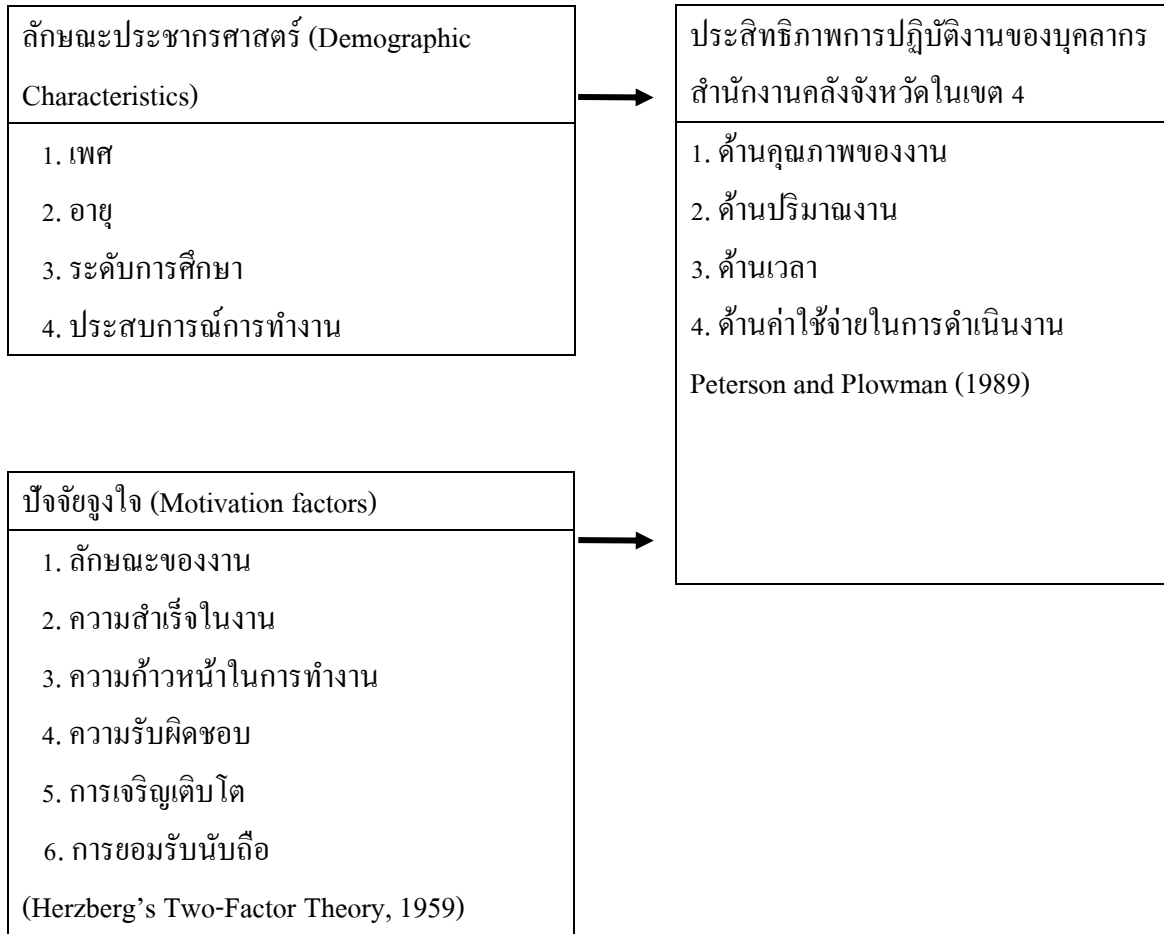 ลักษณะประชากรศาสตร์ (Demographic
Characteristics)
1. เพศ
2. อายุ
3. ระดับการศึกษา
4. ประสบการณ์การทำงาน
ประสิทธิภาพการปฏิบัติงานของบุคลากร
สำนักงานคลังจังหวัดในเขต 4
1. ด้านคุณภาพของงาน
2. ด้านปริมาณงาน
3. ด้านเวลา
4. ด้านค่าใช้จ่ายในการดำเนินงาน
Peterson and Plowman (1989)
ปัจจัยจูงใจ (Motivation factors)
1. ลักษณะของงาน
2. ความสำเร็จในงาน
3. ความก้าวหน้าในการทำงาน
4. ความรับผิดชอบ
5. การเจริญเติบโต
6. การยอมรับนับถือ
(Herzberg’s Two-Factor Theory, 1959)